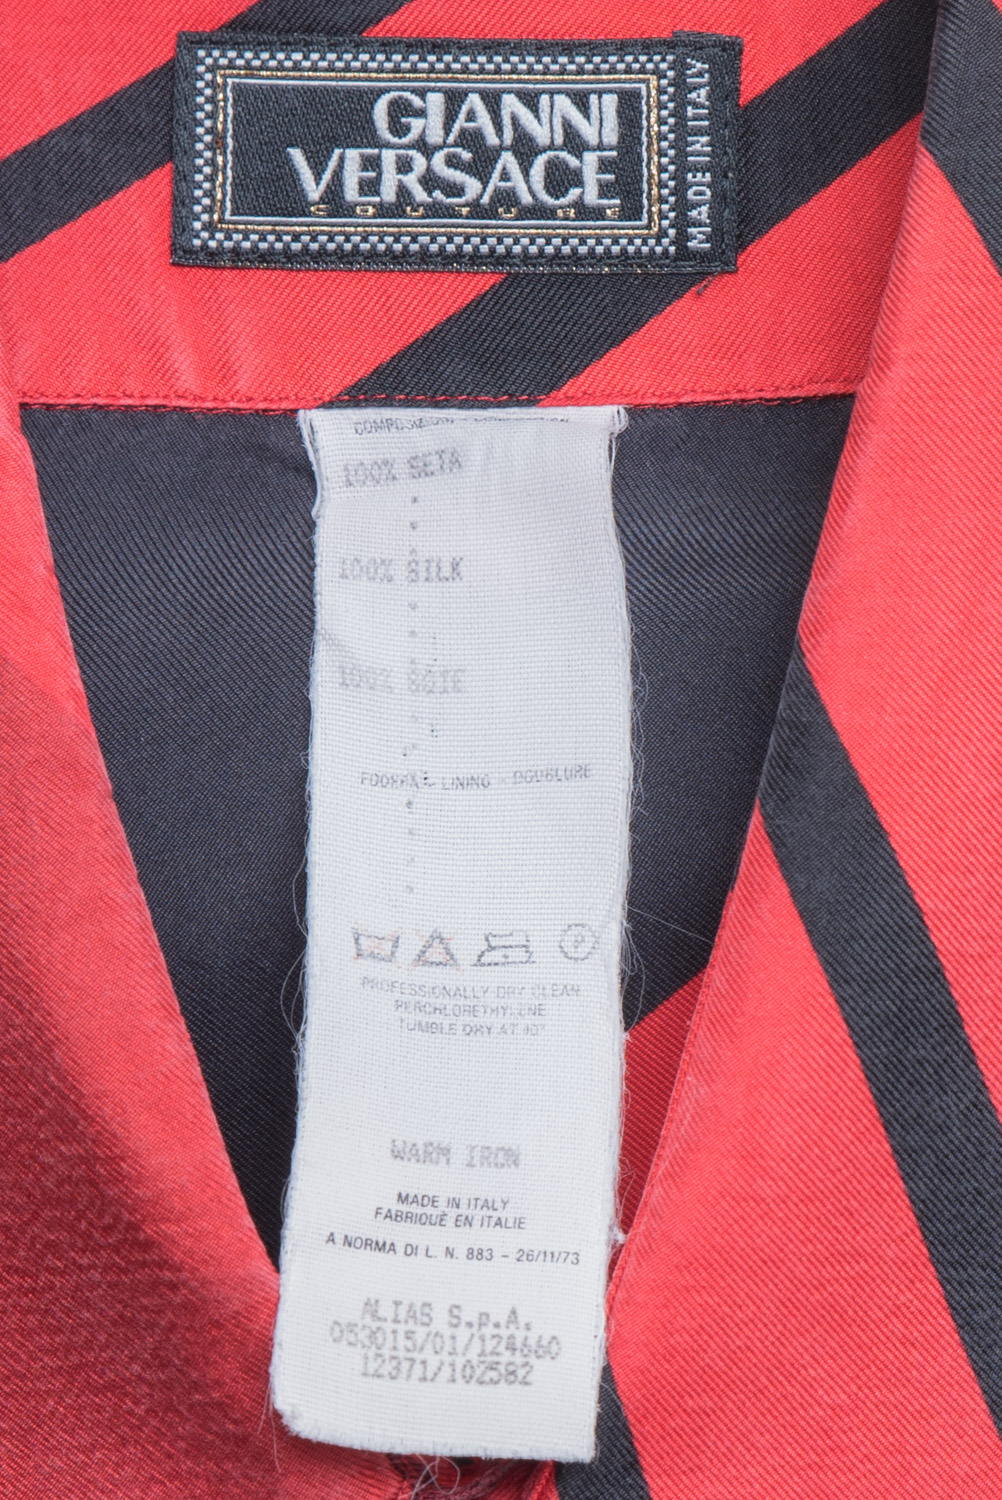 GIANNI
VERSACE
COUTURE
MADE IN ITALY
100% SETA
100% SILK
100% SOIE
FODERA - LINING - DOUBLURE
P
PROFESSIONALLY DRY CLEAN
PERCHLORETHYLENE
TUMBLE DRY AT 40°
WARM IRON
MADE IN ITALY
FABRIQUÈ EN ITALIE
A NORMA DI L. N. 883 - 26/11/73
ALIAS S.p.A.
053015/01/124660
12371/102582